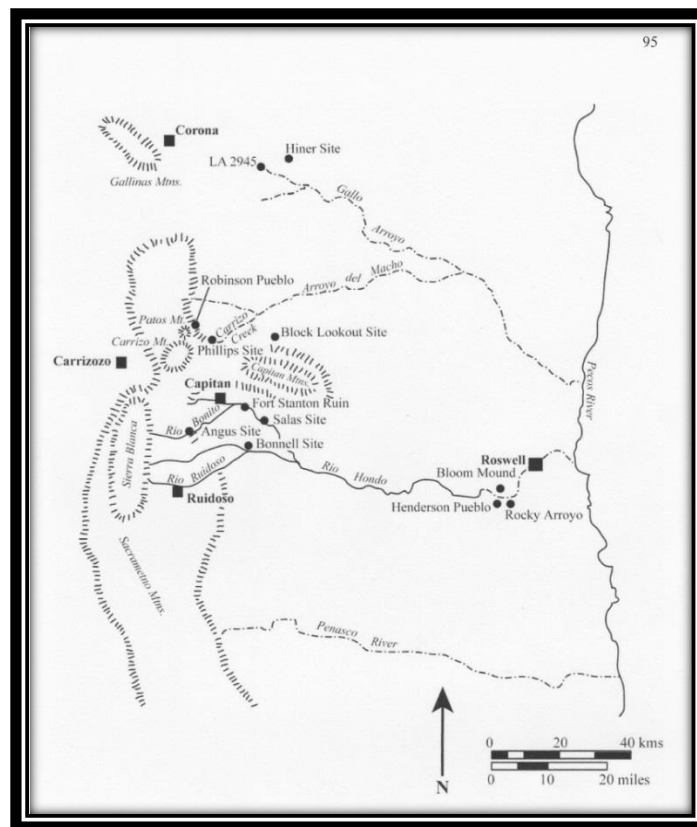 95
Corona
Hiner Site
LA 2945
Gallinas Mtns.
Gallo
Arroyo
Robinson Pueblo
Arroyo del Macho
Patos Mt.
Carrizo
Creek
Block Lookout Site
Carrizo Mt.
Phillips Site
Carrizozo
Capitan Mtns.
Pecos River
Capitan
Fort Stanton Ruin
Salas Site
Rio Bonito
Angus Site
Bonnell Site
Sierra Blanca
Roswell
Rio Ruidoso
Rio Hondo
Bloom Mound
Ruidoso
Henderson Pueblo
Rocky Arroyo
Sacrametno Mtns.
Penasco River
N
0 20 40 kms
0 10 20 miles